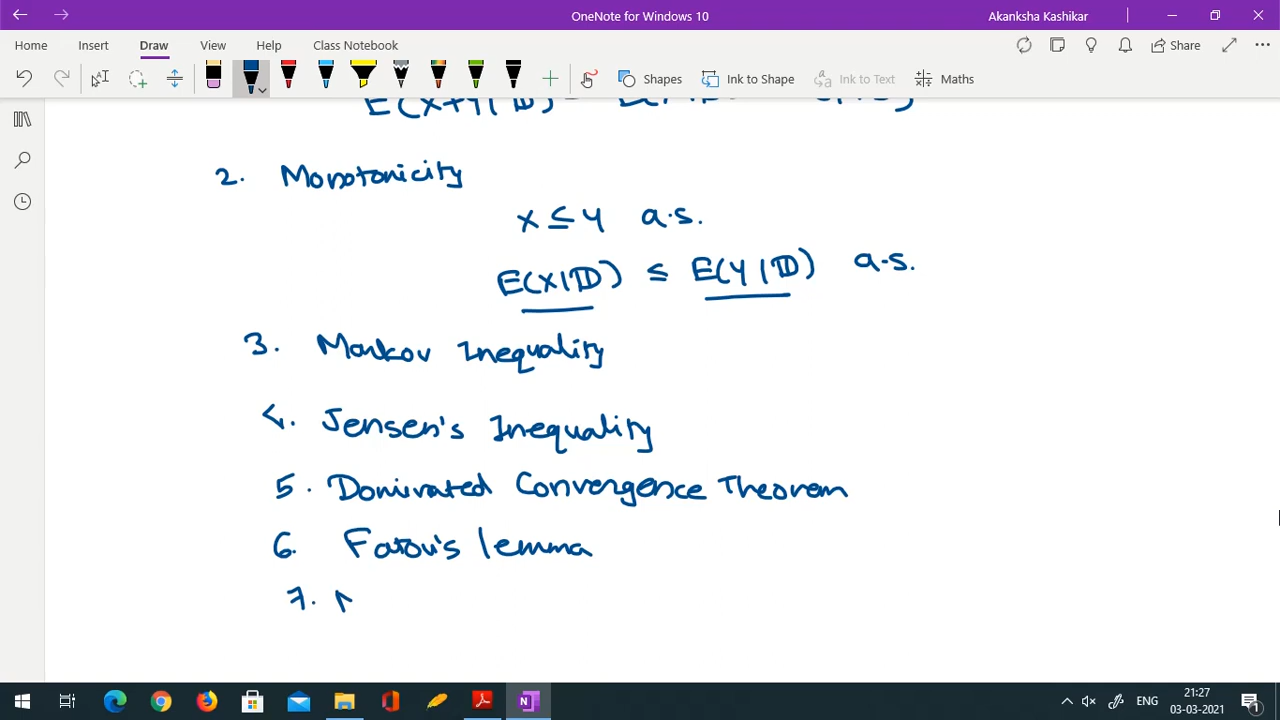 OneNote for Windows 10
Akanksha Kashikar
Home Insert Draw View Help Class Notebook
Share
Shapes Ink to Shape Ink to Text Maths
E(X+Y|𝔻) =
2. Monotonicity
X ≤ Y a.s.
E(X|𝔻) ≤ E(Y|𝔻) a.s.
3. Markov Inequality
4. Jensen's Inequality
5. Dominated Convergence Theorem
6. Fatou's lemma
7.
ENG
21:27
03-03-2021